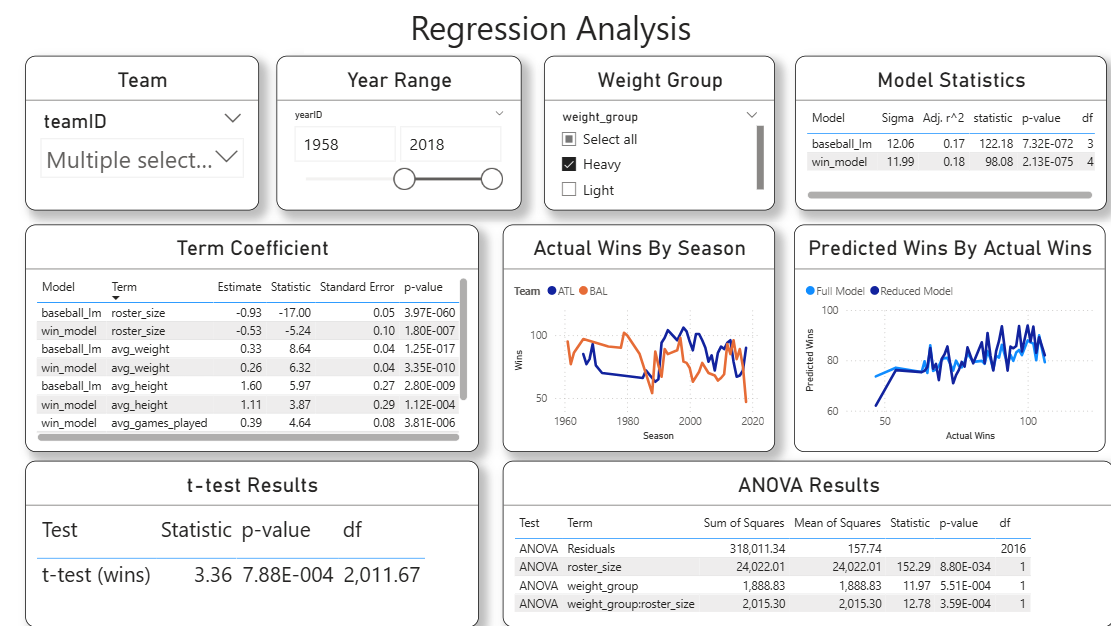 Regression Analysis
Team
teamID
Multiple select...
Year Range
yearID
1958 2018
Weight Group
weight_group
Select all
Heavy
Light
Model Statistics
Model Sigma Adj. r^2 statistic p-value df
baseball_lm 12.06 0.17 122.18 7.32E-072 3
win_model 11.99 0.18 98.08 2.13E-075 4
Term Coefficient
Model Term Estimate Statistic Standard Error p-value
baseball_lm roster_size -0.93 -17.00 0.05 3.97E-060
win_model roster_size -0.53 -5.24 0.10 1.80E-007
baseball_lm avg_weight 0.33 8.64 0.04 1.25E-017
win_model avg_weight 0.26 6.32 0.04 3.35E-010
baseball_lm avg_height 1.60 5.97 0.27 2.80E-009
win_model avg_height 1.11 3.87 0.29 1.12E-004
win_model avg_games_played 0.39 4.64 0.08 3.81E-006
Actual Wins By Season
Team ATL BAL
Wins
100
50
1960 1980 2000 2020
Season
Predicted Wins By Actual Wins
Full Model Reduced Model
Predicted Wins
100
80
60
50 100
Actual Wins
t-test Results
Test Statistic p-value df
t-test (wins) 3.36 7.88E-004 2,011.67
ANOVA Results
Test Term Sum of Squares Mean of Squares Statistic p-value df
ANOVA Residuals 318,011.34 157.74 2016
ANOVA roster_size 24,022.01 24,022.01 152.29 8.80E-034 1
ANOVA weight_group 1,888.83 1,888.83 11.97 5.51E-004 1
ANOVA weight_group:roster_size 2,015.30 2,015.30 12.78 3.59E-004 1